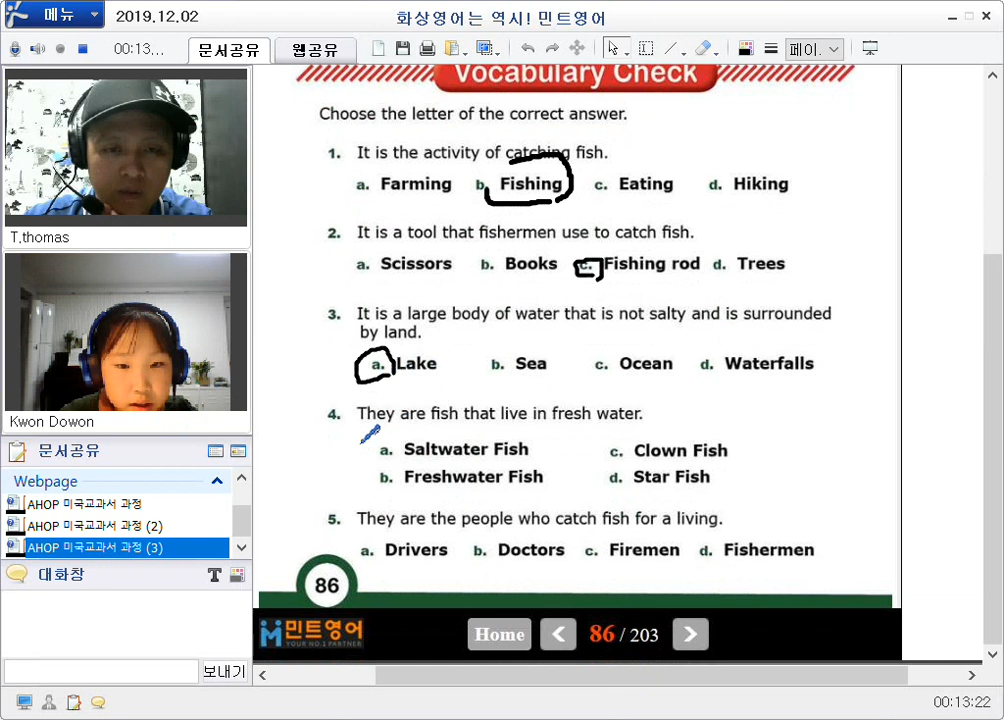 메뉴 2019.12.02 화상영어는 역시! 민트영어
00:13... 문서공유 웹공유 페이.
T.thomas
Kwon Dowon
문서공유
Webpage
AHOP 미국교과서 과정
AHOP 미국교과서 과정 (2)
AHOP 미국교과서 과정 (3)
대화창 T
보내기
Vocabulary Check
Choose the letter of the correct answer.
1. It is the activity of catching fish.
a. Farming b. Fishing c. Eating d. Hiking
2. It is a tool that fishermen use to catch fish.
a. Scissors b. Books c. Fishing rod d. Trees
3. It is a large body of water that is not salty and is surrounded
by land.
a. Lake b. Sea c. Ocean d. Waterfalls
4. They are fish that live in fresh water.
a. Saltwater Fish c. Clown Fish
b. Freshwater Fish d. Star Fish
5. They are the people who catch fish for a living.
a. Drivers b. Doctors c. Firemen d. Fishermen
86
민트영어
YOUR NO.1 PARTNER
Home < 86 / 203 >
00:13:22